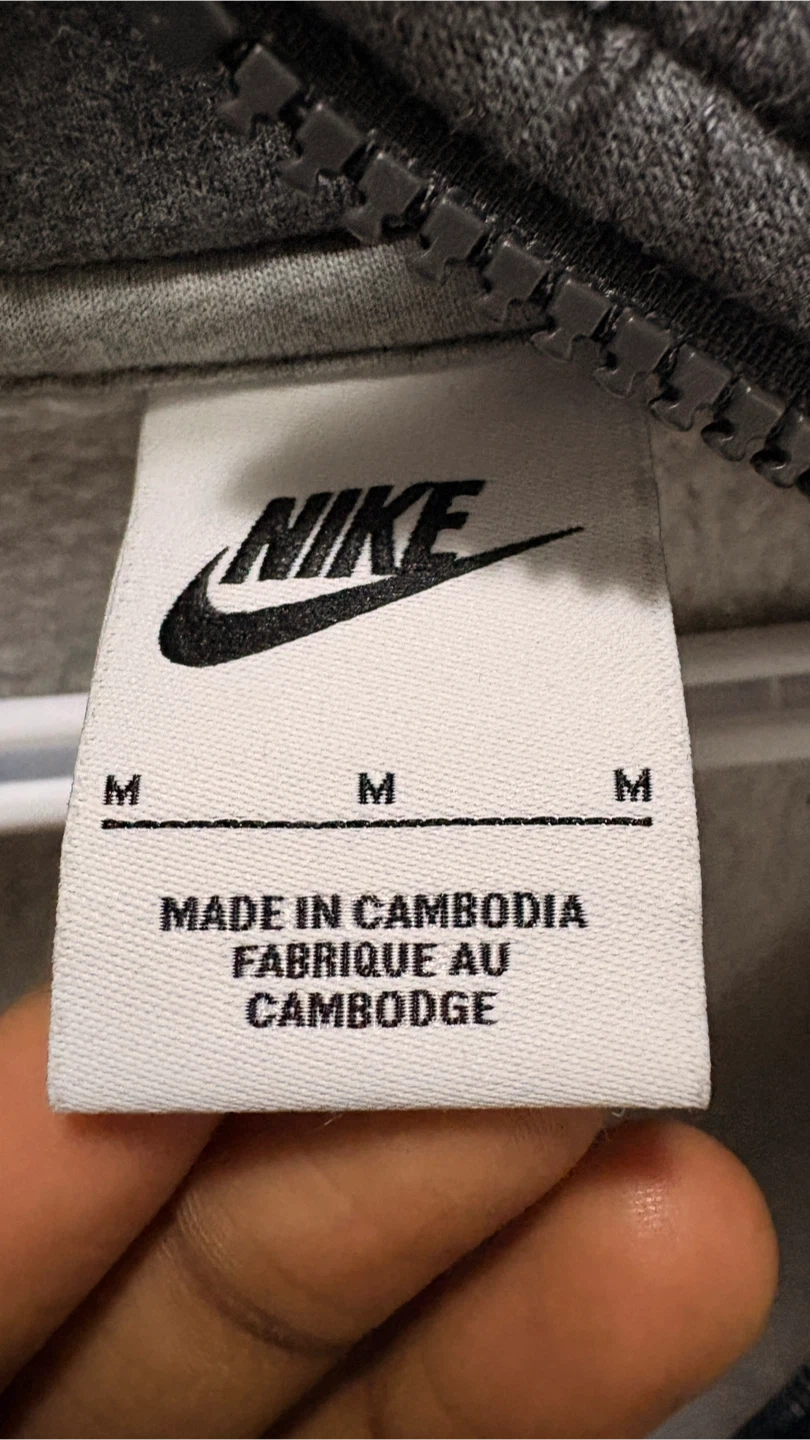 NIKE
M M M
MADE IN CAMBODIA
FABRIQUE AU
CAMBODGE